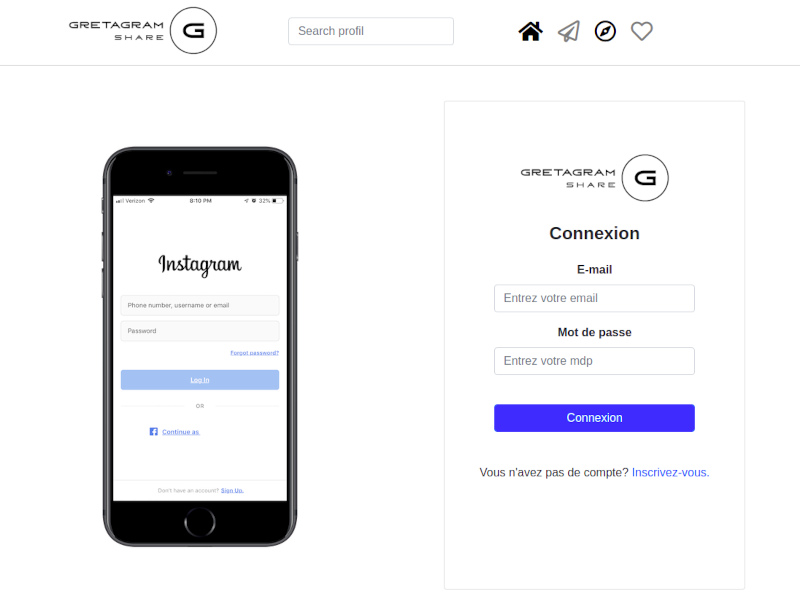 GRETAGRAM
SHARE
G
Search profil
Verizon
8:10 PM
32%
Instagram
Phone number, username or email
Password
Forgot password?
Log In
OR
Continue as
Don't have an account? Sign Up.
GRETAGRAM
SHARE
G
Connexion
E-mail
Entrez votre email
Mot de passe
Entrez votre mdp
Connexion
Vous n'avez pas de compte? Inscrivez-vous.